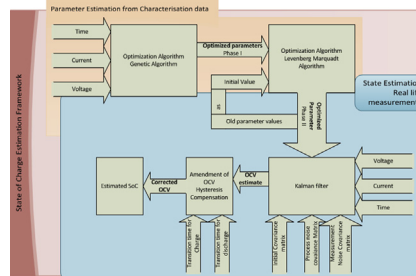 Parameter Estimation from Characterisation data
State of Charge Estimation Framework
Time
Current
Voltage
Optimization Algorithm
Genetic Algorithm
Optimized parameters
Phase I
Optimization Algorithm
Levenberg Marquadt
Algorithm
Initial Value
Old parameter values
State Estimatio
Real lif
measurement
Optimized
Parameter
Phase II
Estimated SoC
Corrected
OCV
Amendment of
OCV
Hysteresis
Compensation
OCV
estimate
Kalman filter
Voltage
Current
Time
Transition time for
Charge
Transition time for
discharge
Initial Covariance
matrix
Process noise
covariance Matrix
Measurement
Noise Covariance
matrix